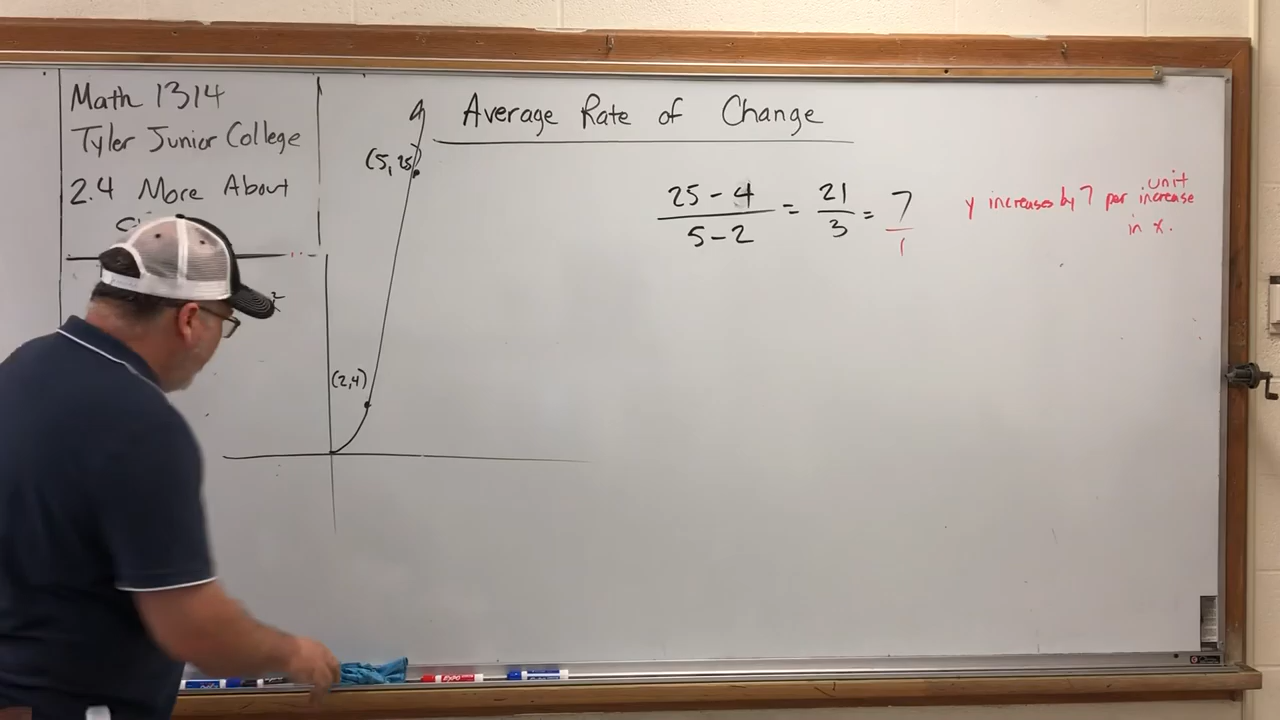 Math 1314
Tyler Junior College
2.4 More About
Average Rate of Change
(5,25)
(2,4)
25-4 / 5-2 = 21/3 = 7/1
y increases by 7 per unit increase
in x.
EXPO